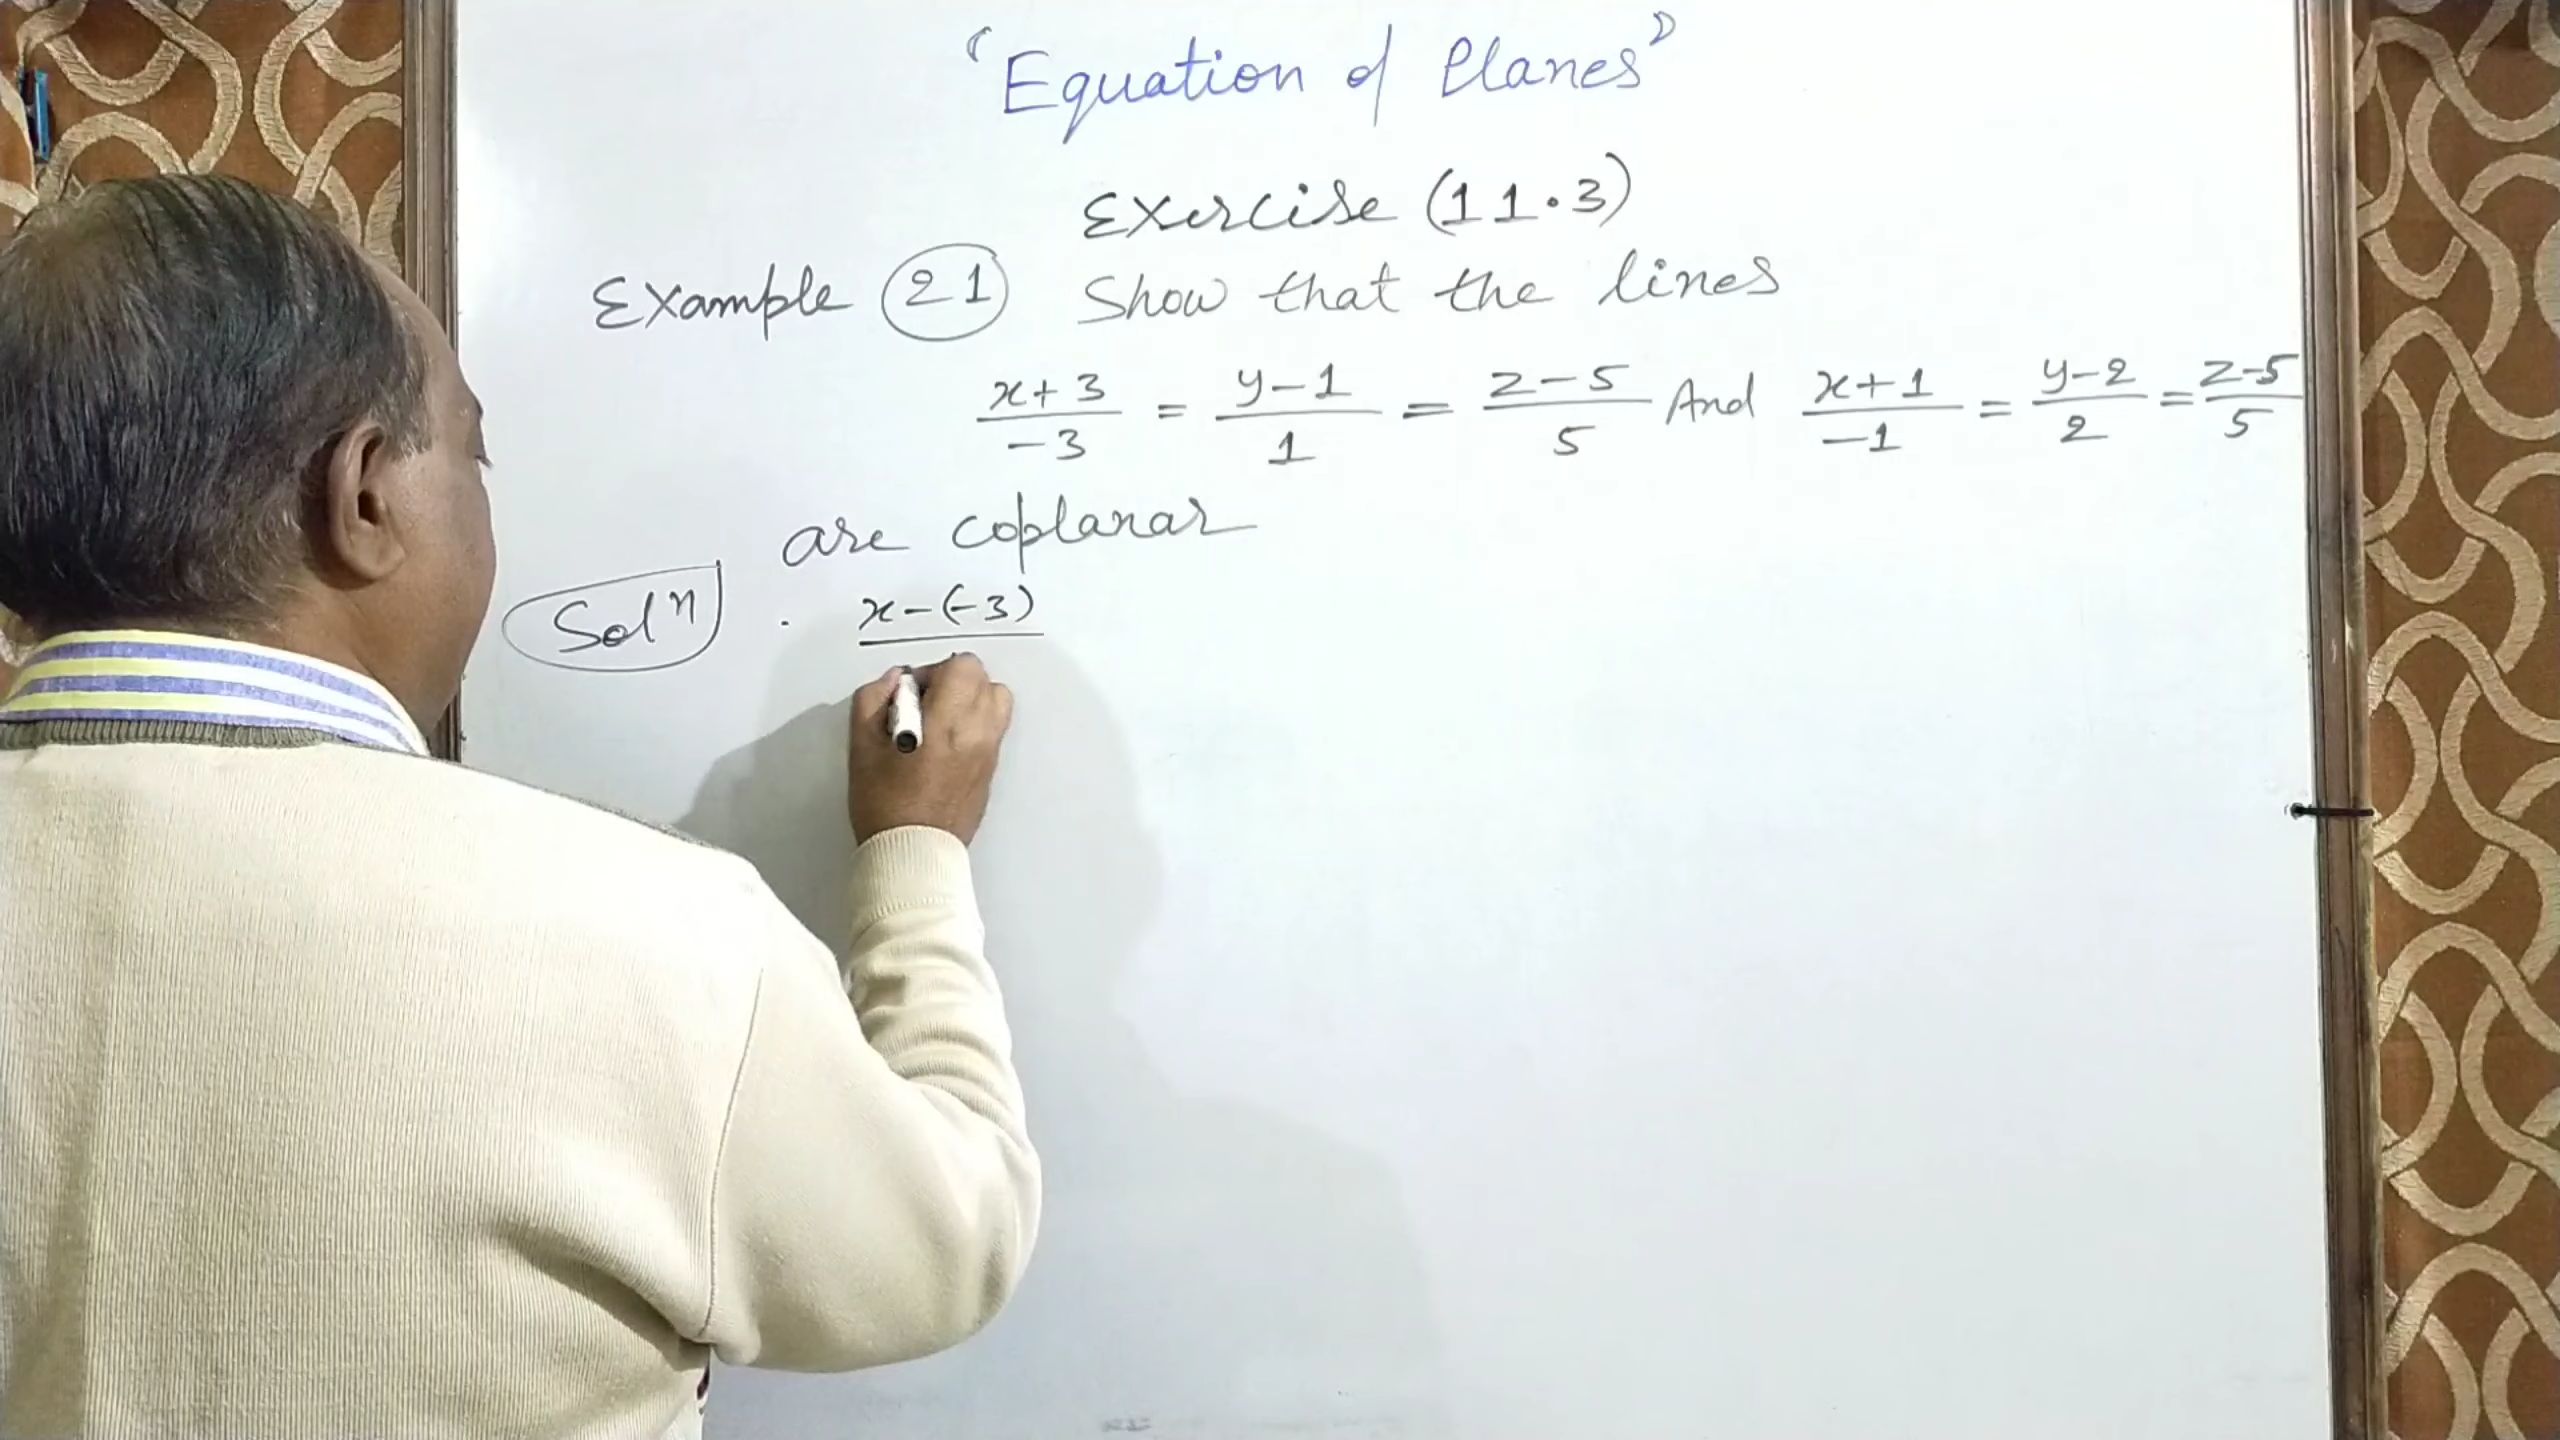 "Equation of Planes"
Exercise (11.3)
Example 21 Show that the lines
x+3/-3 = y-1/1 = z-5/5 And x+1/-1 = y-2/2 = z-5/5
are coplanar
Solⁿ . x-(-3)